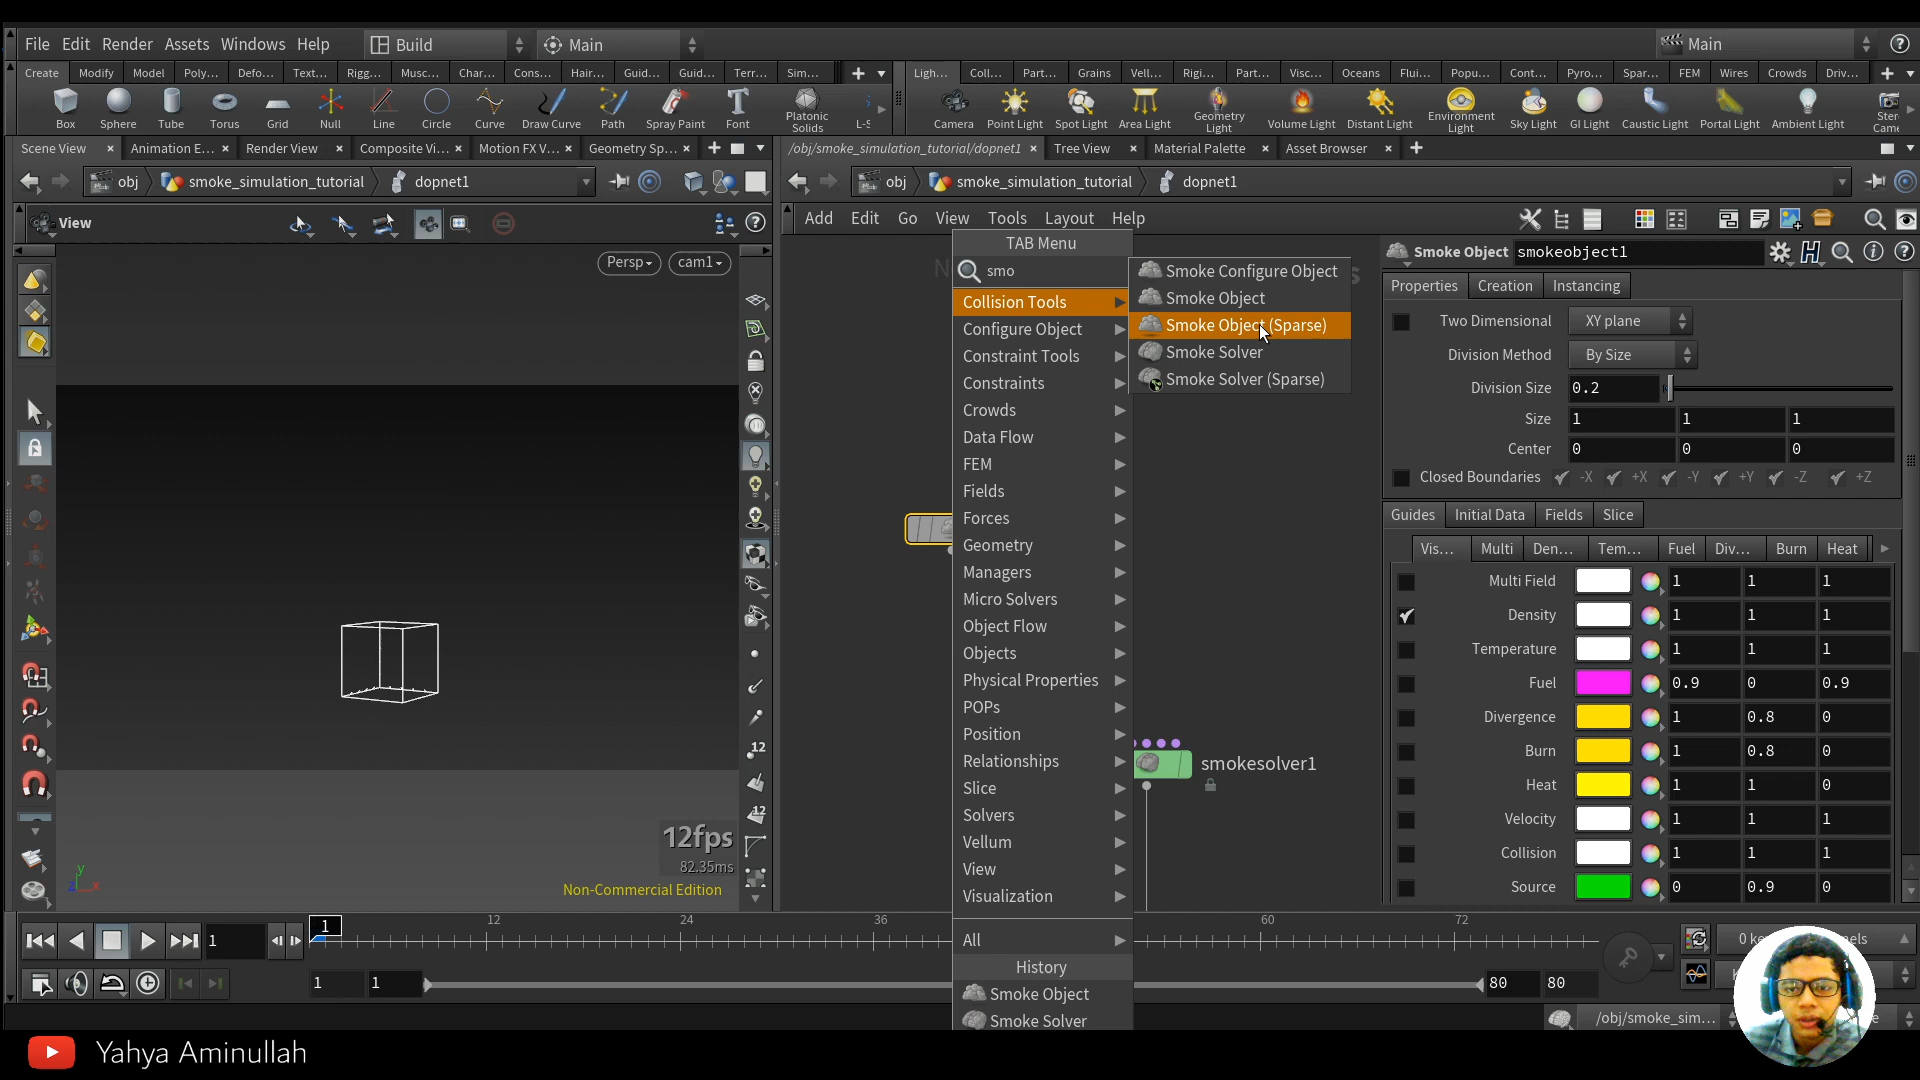 File Edit Render Assets Windows Help Build Main Main
Create Modify Model Poly... Defo... Text... Rigg... Musc... Char... Cons... Hair... Guid... Guid... Terr... Sim...
Ligh... Coll... Part... Grains Vell... Rigi... Part... Visc... Oceans Flui... Popu... Cont... Pyro... Spar... FEM Wires Crowds Driv...
Box Sphere Tube Torus Grid Null Line Circle Curve Draw Curve Path Spray Paint Font Platonic Solids L-S
Camera Point Light Spot Light Area Light Geometry Light Volume Light Distant Light Environment Light Sky Light GI Light Caustic Light Portal Light Ambient Light Ster Came
Scene View Animation E... Render View Composite Vi... Motion FX V... Geometry Sp...
/obj/smoke_simulation_tutorial/dopnet1 Tree View Material Palette Asset Browser
obj smoke_simulation_tutorial dopnet1
obj smoke_simulation_tutorial dopnet1
View
Add Edit Go View Tools Layout Help
Persp cam1
12fps
82.35ms
Non-Commercial Edition
y
z x
12
12
TAB Menu
smo
Collision Tools
Configure Object
Constraint Tools
Constraints
Crowds
Data Flow
FEM
Fields
Forces
Geometry
Managers
Micro Solvers
Object Flow
Objects
Physical Properties
POPs
Position
Relationships
Slice
Solvers
Vellum
View
Visualization
All
History
Smoke Object
Smoke Solver
Smoke Configure Object
Smoke Object
Smoke Object (Sparse)
Smoke Solver
Smoke Solver (Sparse)
smokesolver1
Smoke Object smokeobject1
Properties Creation Instancing
Two Dimensional XY plane
Division Method By Size
Division Size 0.2
Size 1 1 1
Center 0 0 0
Closed Boundaries -X +X -Y +Y -Z +Z
Guides Initial Data Fields Slice
Vis... Multi Den... Tem... Fuel Div... Burn Heat
Multi Field 1 1 1
Density 1 1 1
Temperature 1 1 1
Fuel 0.9 0 0.9
Divergence 1 0.8 0
Burn 1 0.8 0
Heat 1 1 0
Velocity 1 1 1
Collision 1 1 1
Source 0 0.9 0
1 1 12 24 36 60 72
1 1 80 80
/obj/smoke_sim...
Yahya Aminullah